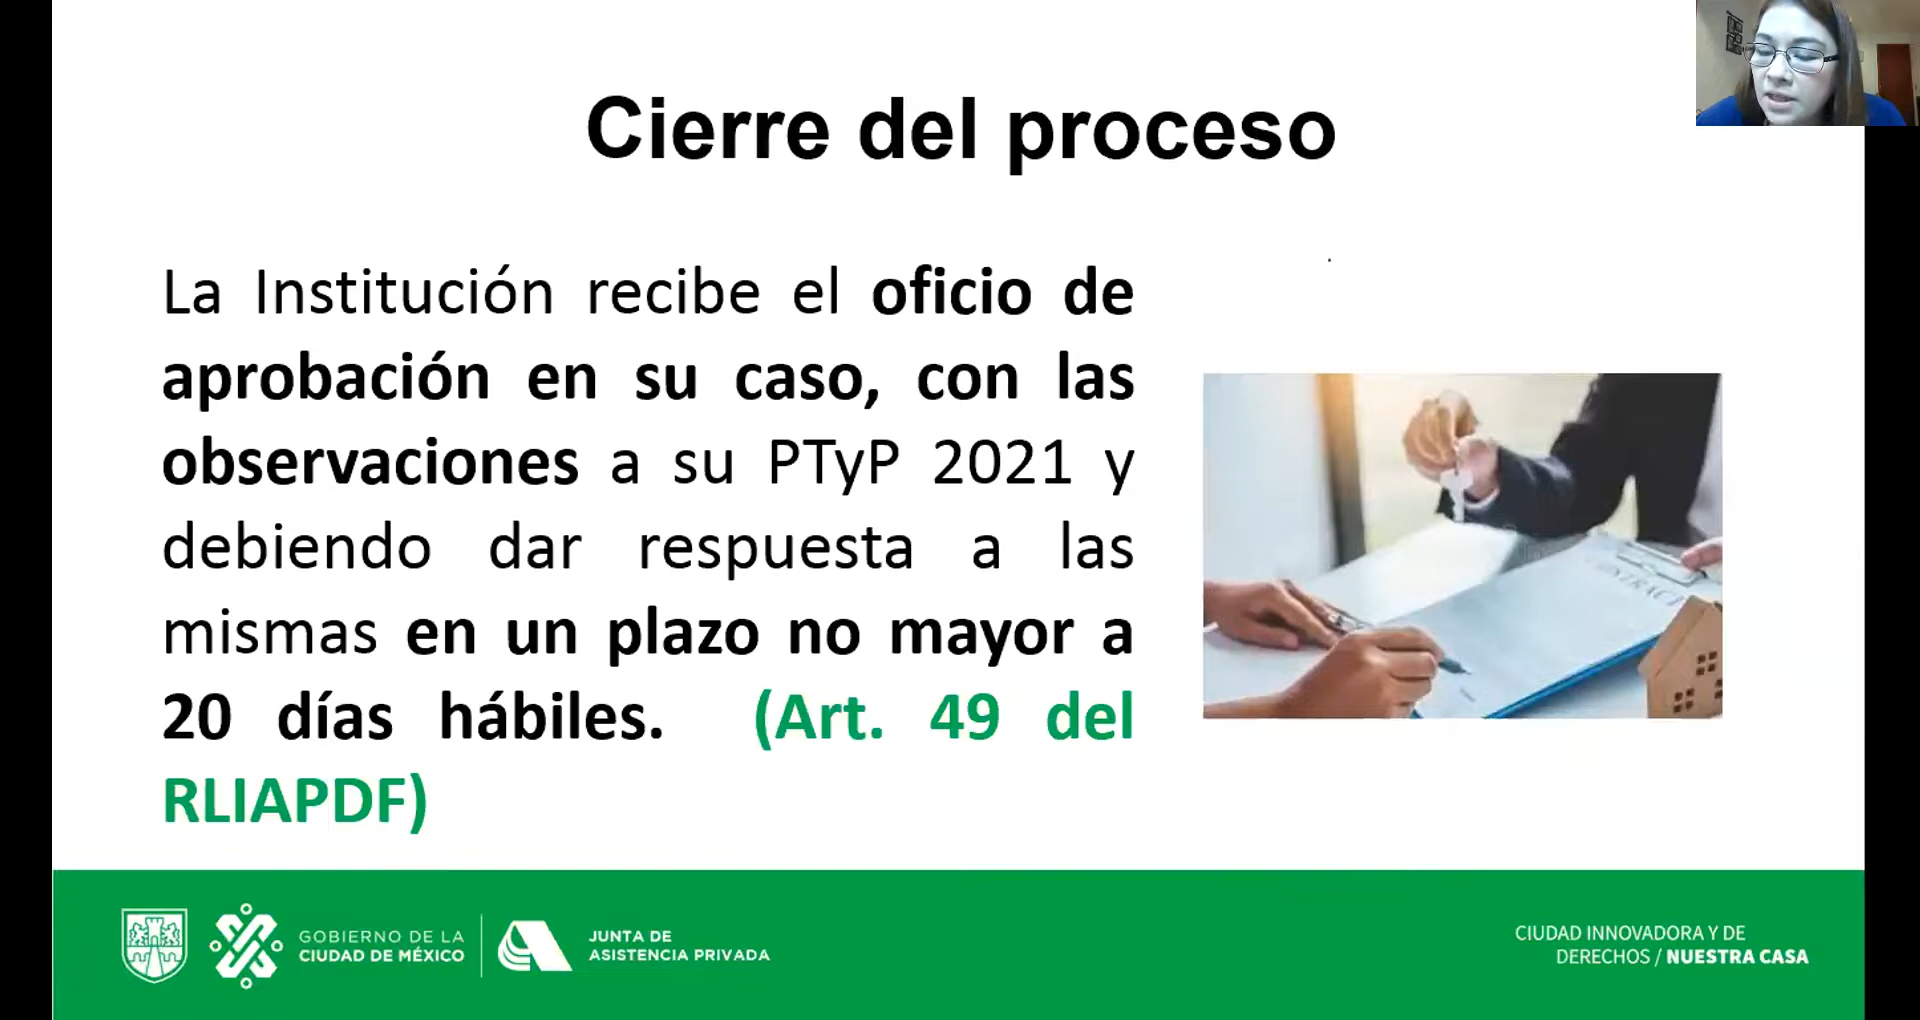 Cierre del proceso
La Institución recibe el oficio de
aprobación en su caso, con las
observaciones a su PTyP 2021 y
debiendo dar respuesta a las
mismas en un plazo no mayor a
20 días hábiles. (Art. 49 del
RLIAPDF)
CONTRACT
GOBIERNO DE LA
CIUDAD DE MÉXICO
JUNTA DE
ASISTENCIA PRIVADA
CIUDAD INNOVADORA Y DE
DERECHOS / NUESTRA CASA